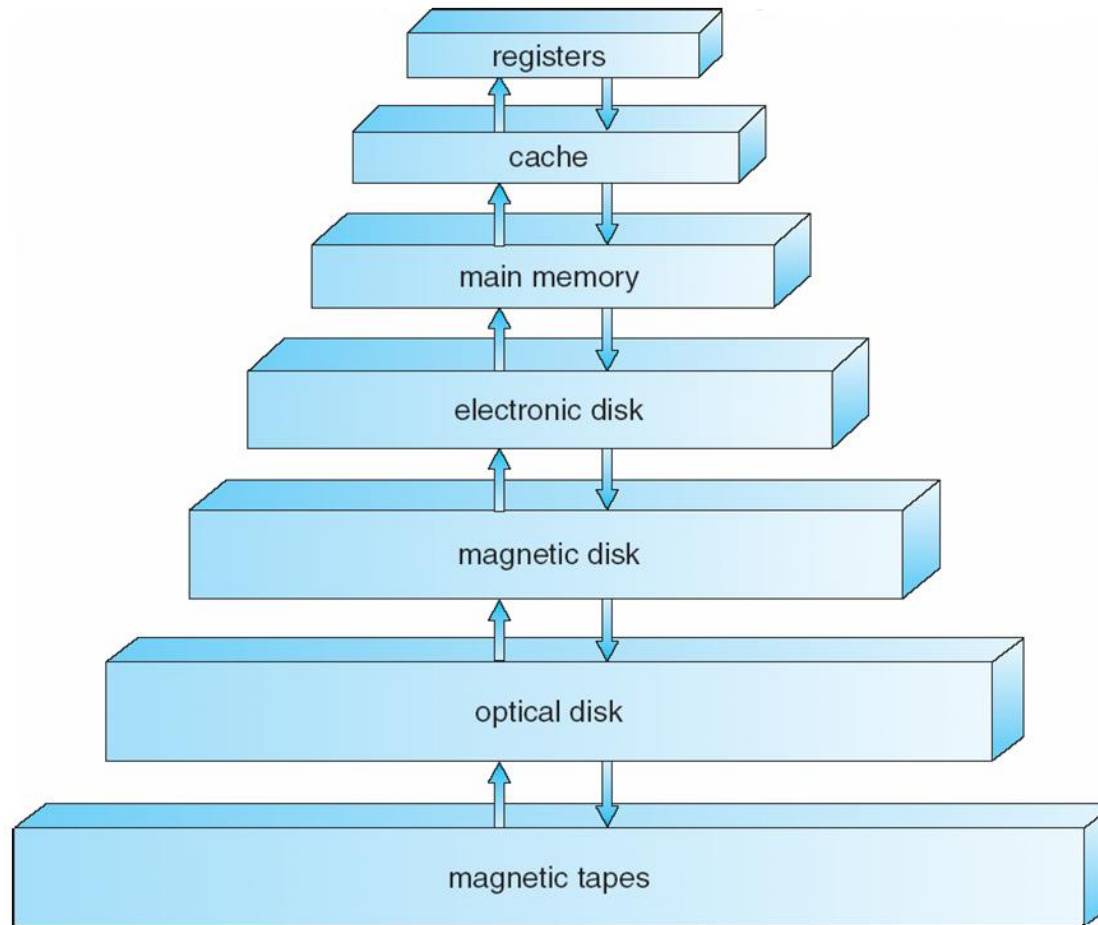 registers
cache
main memory
electronic disk
magnetic disk
optical disk
magnetic tapes